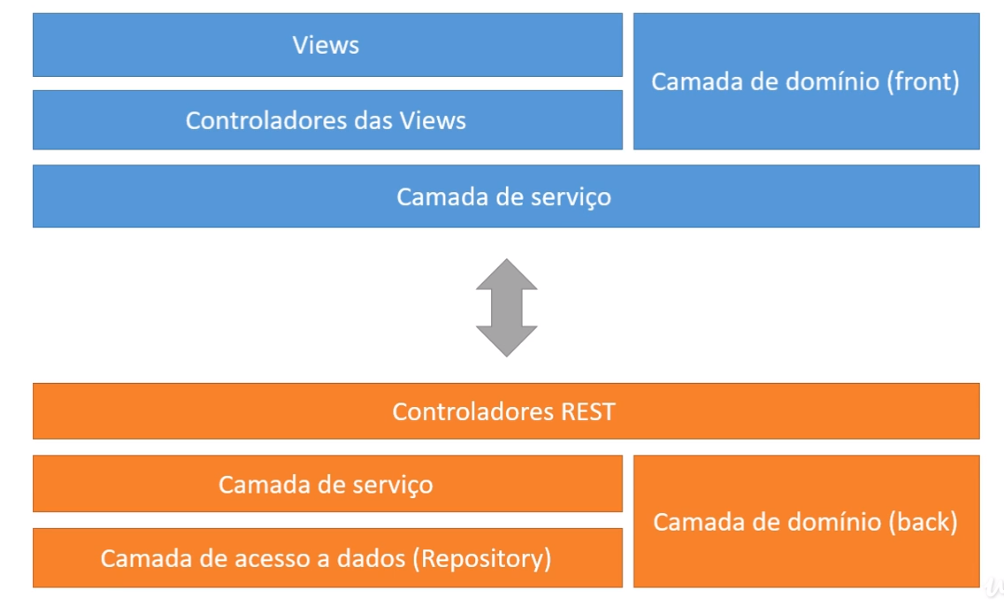 Views
Camada de domínio (front)
Controladores das Views
Camada de serviço
Controladores REST
Camada de serviço
Camada de domínio (back)
Camada de acesso a dados (Repository)